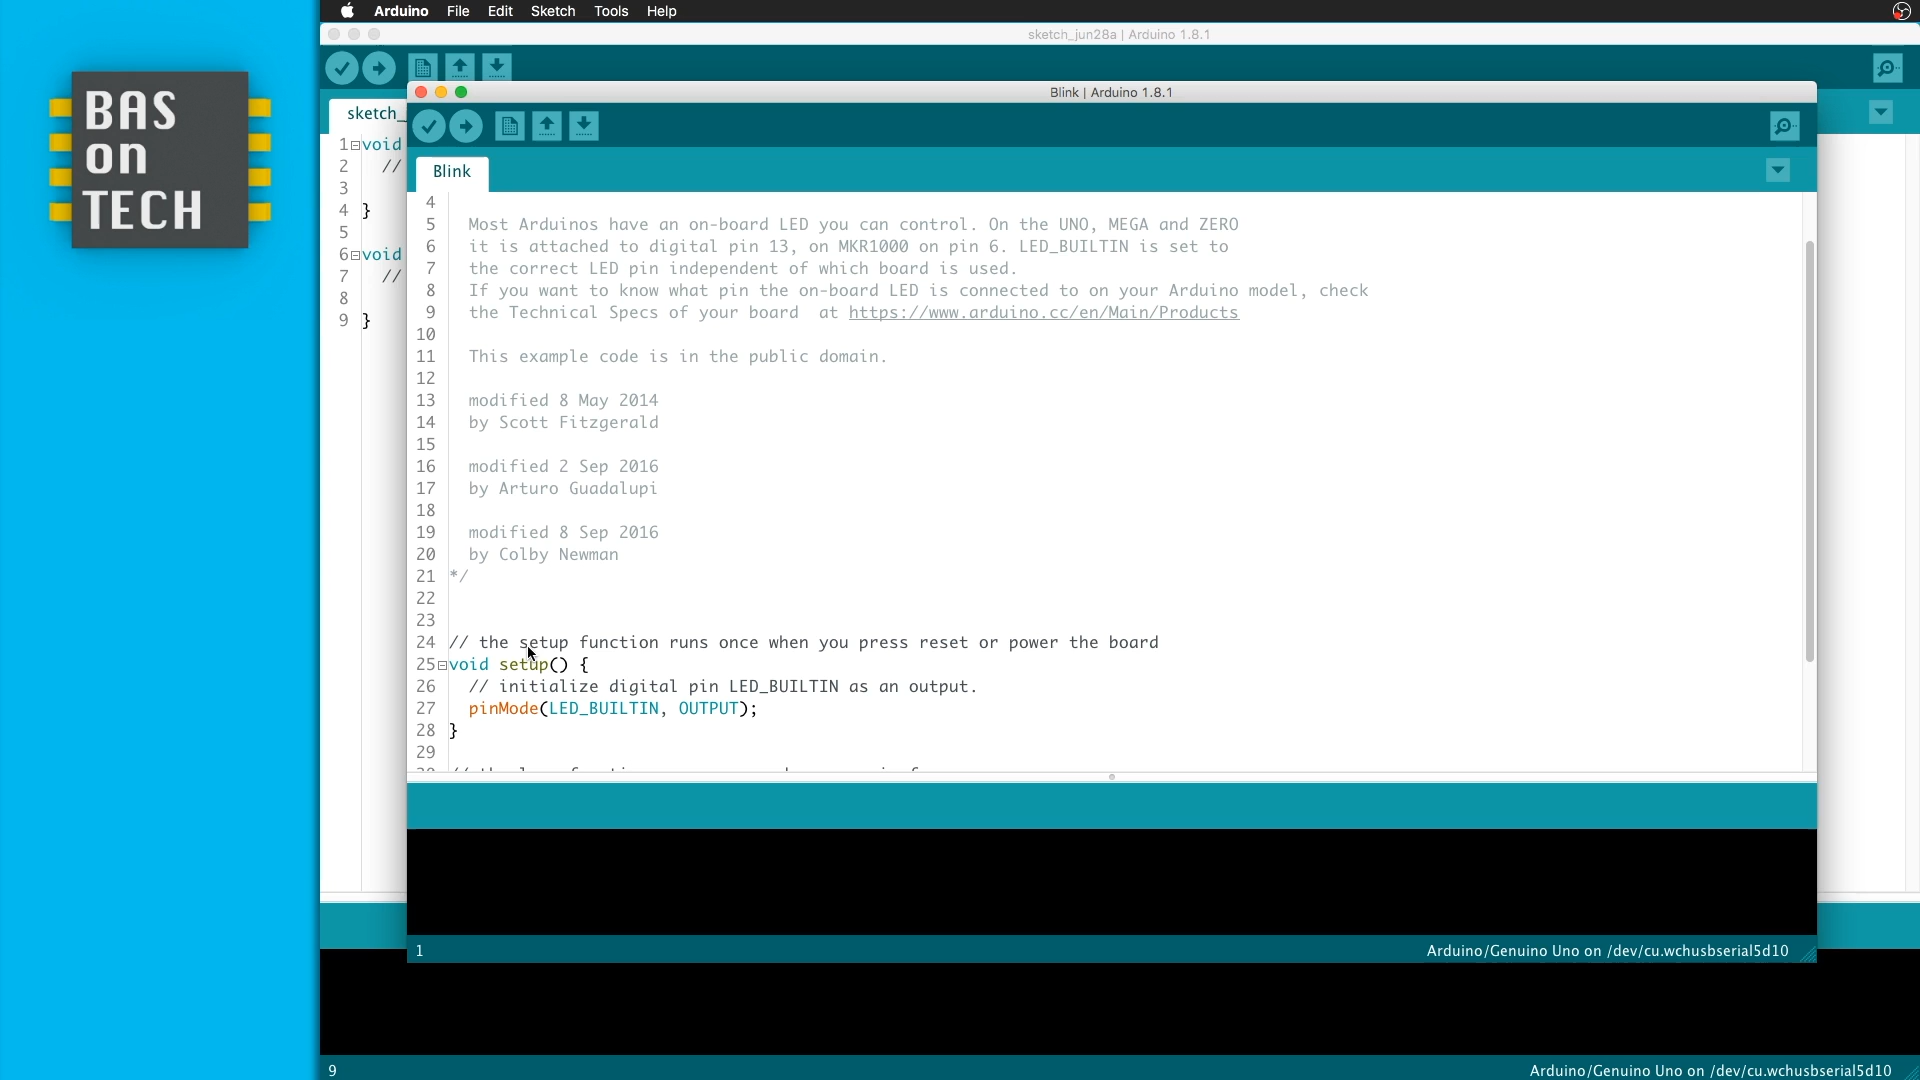 Arduino File Edit Sketch Tools Help
sketch_jun28a | Arduino 1.8.1
BAS
on
TECH
sketch_
1 void
2 //
3
4 }
5
6 void
7 //
8
9 }
Blink | Arduino 1.8.1
Blink
4
5 Most Arduinos have an on-board LED you can control. On the UNO, MEGA and ZERO
6 it is attached to digital pin 13, on MKR1000 on pin 6. LED_BUILTIN is set to
7 the correct LED pin independent of which board is used.
8 If you want to know what pin the on-board LED is connected to on your Arduino model, check
9 the Technical Specs of your board  at https://www.arduino.cc/en/Main/Products
10
11 This example code is in the public domain.
12
13 modified 8 May 2014
14 by Scott Fitzgerald
15
16 modified 2 Sep 2016
17 by Arturo Guadalupi
18
19 modified 8 Sep 2016
20 by Colby Newman
21 */
22
23
24 // the setup function runs once when you press reset or power the board
25 void setup() {
26 // initialize digital pin LED_BUILTIN as an output.
27 pinMode(LED_BUILTIN, OUTPUT);
28 }
29
1
Arduino/Genuino Uno on /dev/cu.wchusbserial5d10
9
Arduino/Genuino Uno on /dev/cu.wchusbserial5d10